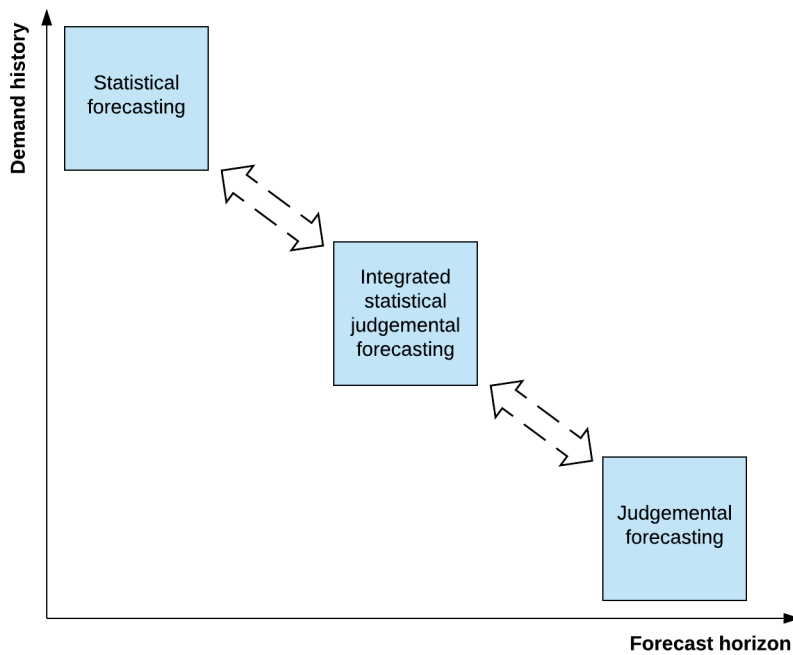 Demand history
Statistical
forecasting
Integrated
statistical
judgemental
forecasting
Judgemental
forecasting
Forecast horizon